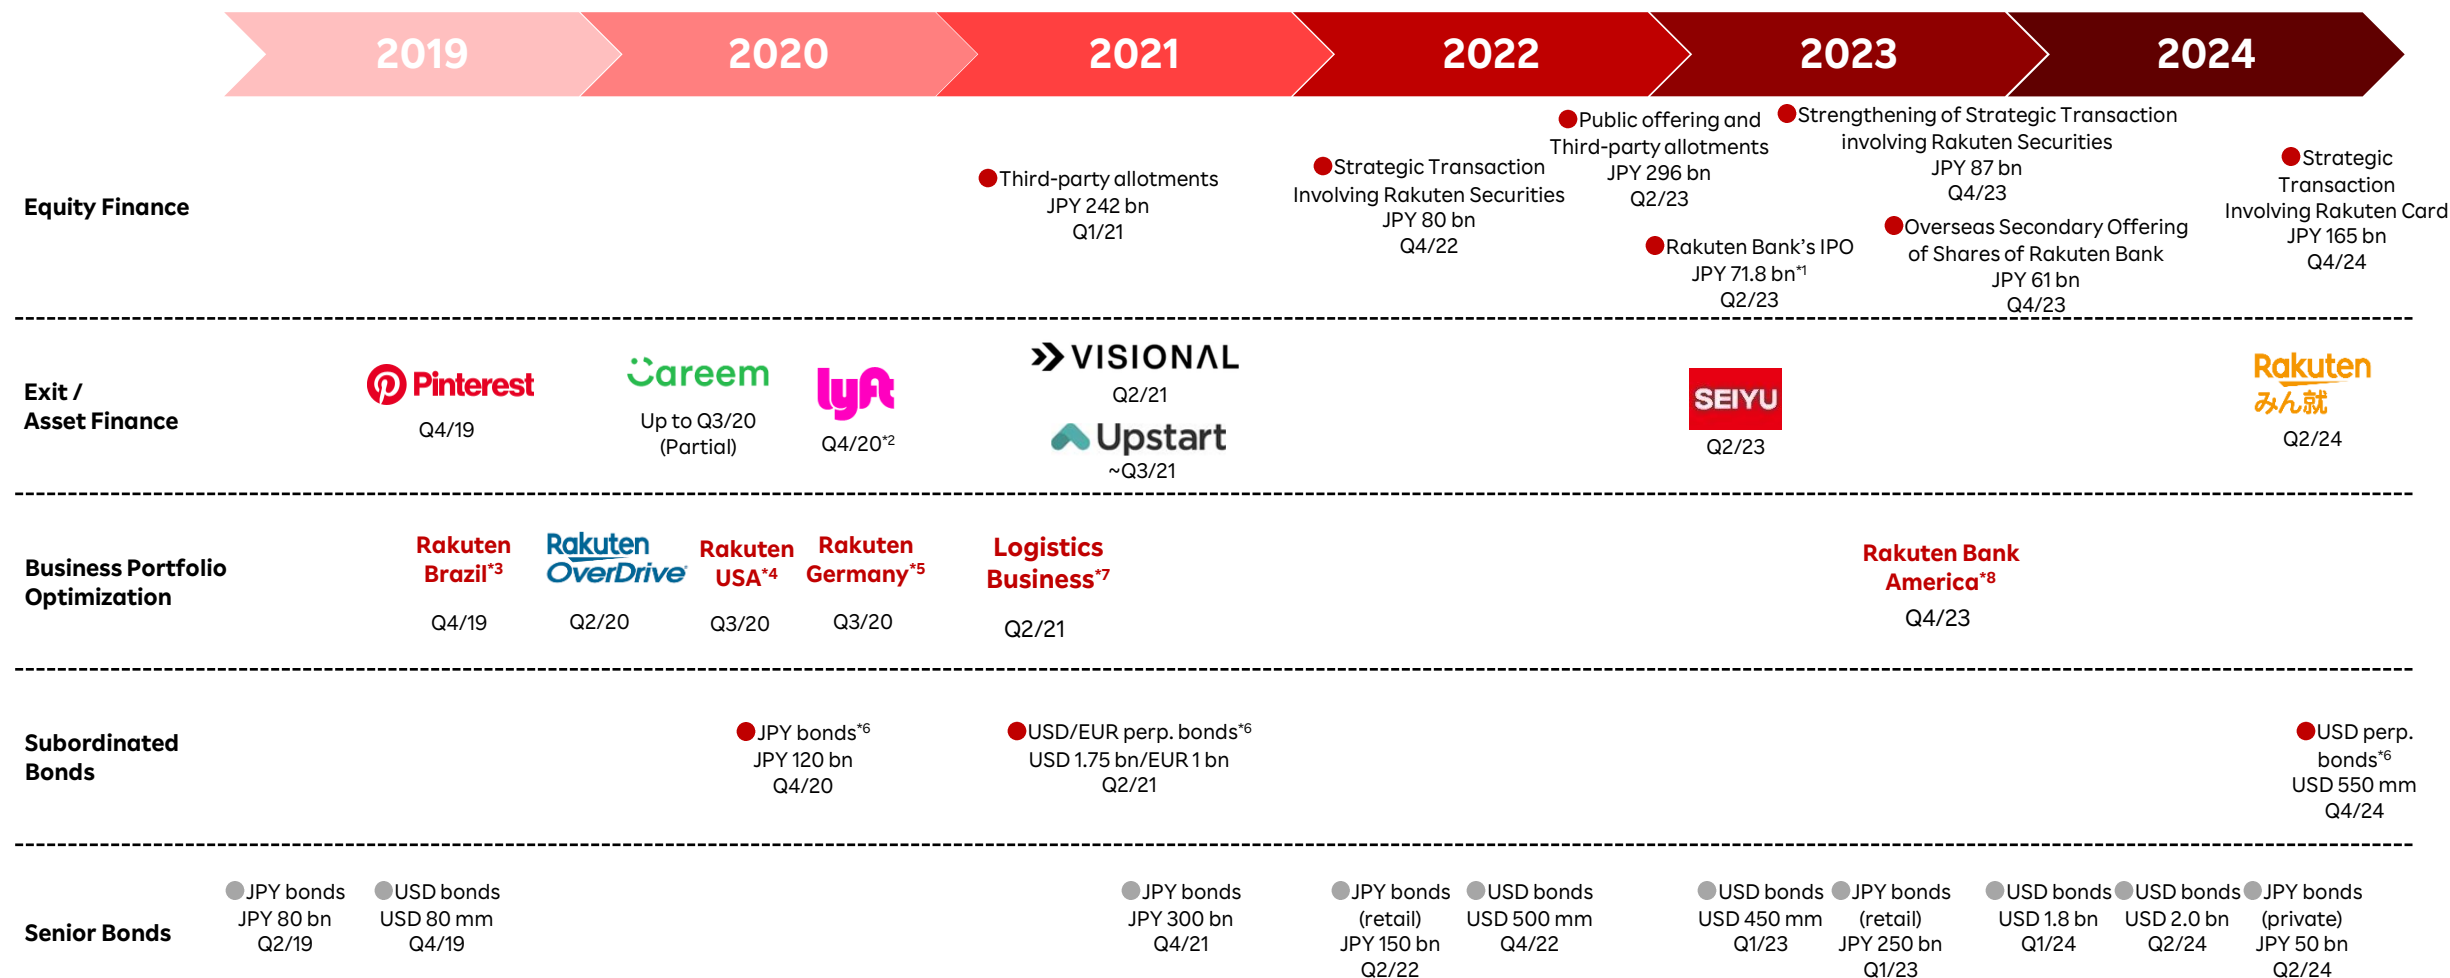 2019
2020
2021
2022
2023
2024
Equity Finance
Third-party allotments
JPY 242 bn
Q1/21
Strategic Transaction
Involving Rakuten Securities
JPY 80 bn
Q4/22
Public offering and
Third-party allotments
JPY 296 bn
Q2/23
Rakuten Bank's IPO
JPY 71.8 bn*1
Q2/23
Strengthening of Strategic Transaction
involving Rakuten Securities
JPY 87 bn
Q4/23
Overseas Secondary Offering
of Shares of Rakuten Bank
JPY 61 bn
Q4/23
Strategic
Transaction
Involving Rakuten Card
JPY 165 bn
Q4/24
Exit /
Asset Finance
Pinterest
Q4/19
Careem
Up to Q3/20
(Partial)
lyft
Q4/20*2
VISIONAL
Q2/21
Upstart
~Q3/21
SEIYU
Q2/23
Rakuten
みん就
Q2/24
Business Portfolio
Optimization
Rakuten
Brazil*3
Q4/19
Rakuten
OverDrive
Q2/20
Rakuten
USA*4
Q3/20
Rakuten
Germany*5
Q3/20
Logistics
Business*7
Q2/21
Rakuten Bank
America*8
Q4/23
Subordinated
Bonds
JPY bonds*6
JPY 120 bn
Q4/20
USD/EUR perp. bonds*6
USD 1.75 bn/EUR 1 bn
Q2/21
USD perp.
bonds*6
USD 550 mm
Q4/24
Senior Bonds
JPY bonds
JPY 80 bn
Q2/19
USD bonds
USD 80 mm
Q4/19
JPY bonds
JPY 300 bn
Q4/21
JPY bonds
(retail)
JPY 150 bn
Q2/22
USD bonds
USD 500 mm
Q4/22
USD bonds
USD 450 mm
Q1/23
JPY bonds
(retail)
JPY 250 bn
Q1/23
USD bonds
USD 1.8 bn
Q1/24
USD bonds
USD 2.0 bn
Q2/24
JPY bonds
(private)
JPY 50 bn
Q2/24